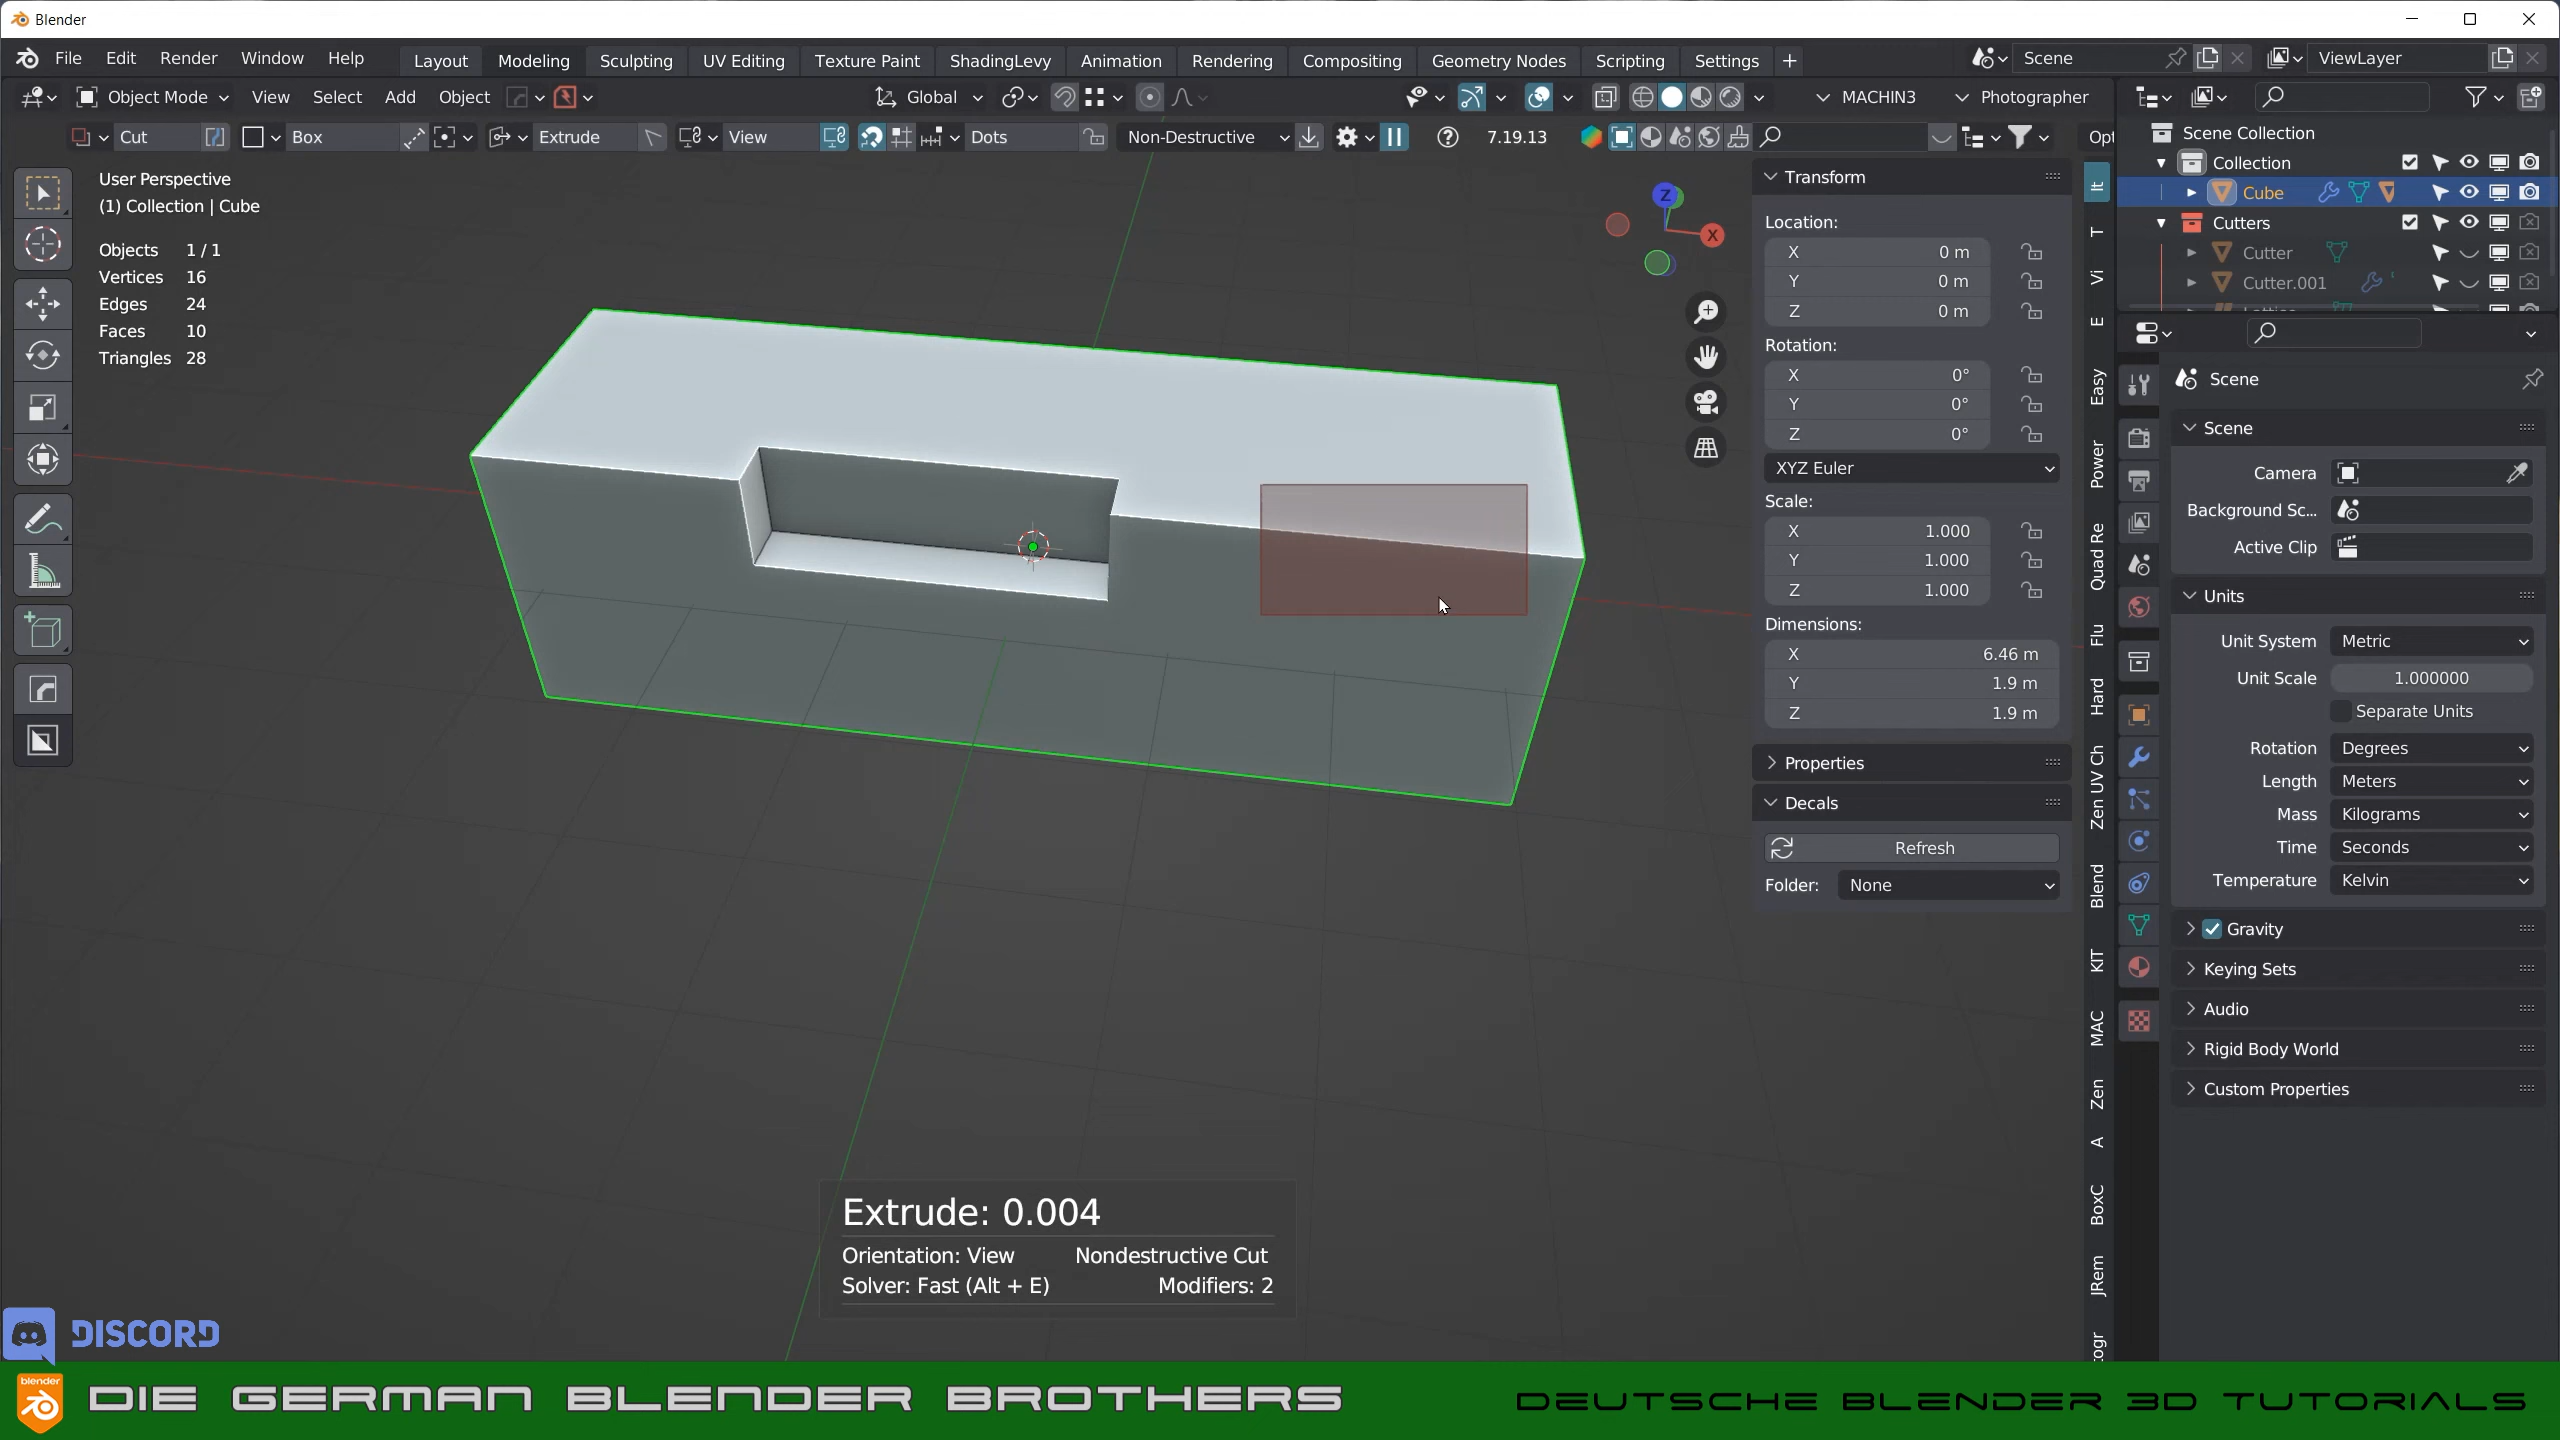 Blender
File Edit Render Window Help Layout Modeling Sculpting UV Editing Texture Paint ShadingLevy Animation Rendering Compositing Geometry Nodes Scripting Settings + Scene ViewLayer
Object Mode View Select Add Object Global MACHIN3 Photographer
Cut Box Extrude View Dots Non-Destructive 7.19.13 Opt
User Perspective
(1) Collection | Cube
Objects 1 / 1
Vertices 16
Edges 24
Faces 10
Triangles 28
Z
X
Transform
Location:
X 0 m
Y 0 m
Z 0 m
Rotation:
X 0°
Y 0°
Z 0°
XYZ Euler
Scale:
X 1.000
Y 1.000
Z 1.000
Dimensions:
X 6.46 m
Y 1.9 m
Z 1.9 m
Properties
Decals
Refresh
Folder: None
It
T
Vi
E
Easy
Power
Quad Re
Flu
Hard
Zen UV Ch
Blend
KIT
MAC
Zen
A
BoxC
JRem
Scene Collection
Collection
Cube
Cutters
Cutter
Cutter.001
Scene
Scene
Camera
Background Sc...
Active Clip
Units
Unit System Metric
Unit Scale 1.000000
Separate Units
Rotation Degrees
Length Meters
Mass Kilograms
Time Seconds
Temperature Kelvin
Gravity
Keying Sets
Audio
Rigid Body World
Custom Properties
Extrude: 0.004
Orientation: View Nondestructive Cut
Solver: Fast (Alt + E) Modifiers: 2
DISCORD
blender
DIE GERMAN BLENDER BROTHERS DEUTSCHE BLENDER 3D TUTORIALS